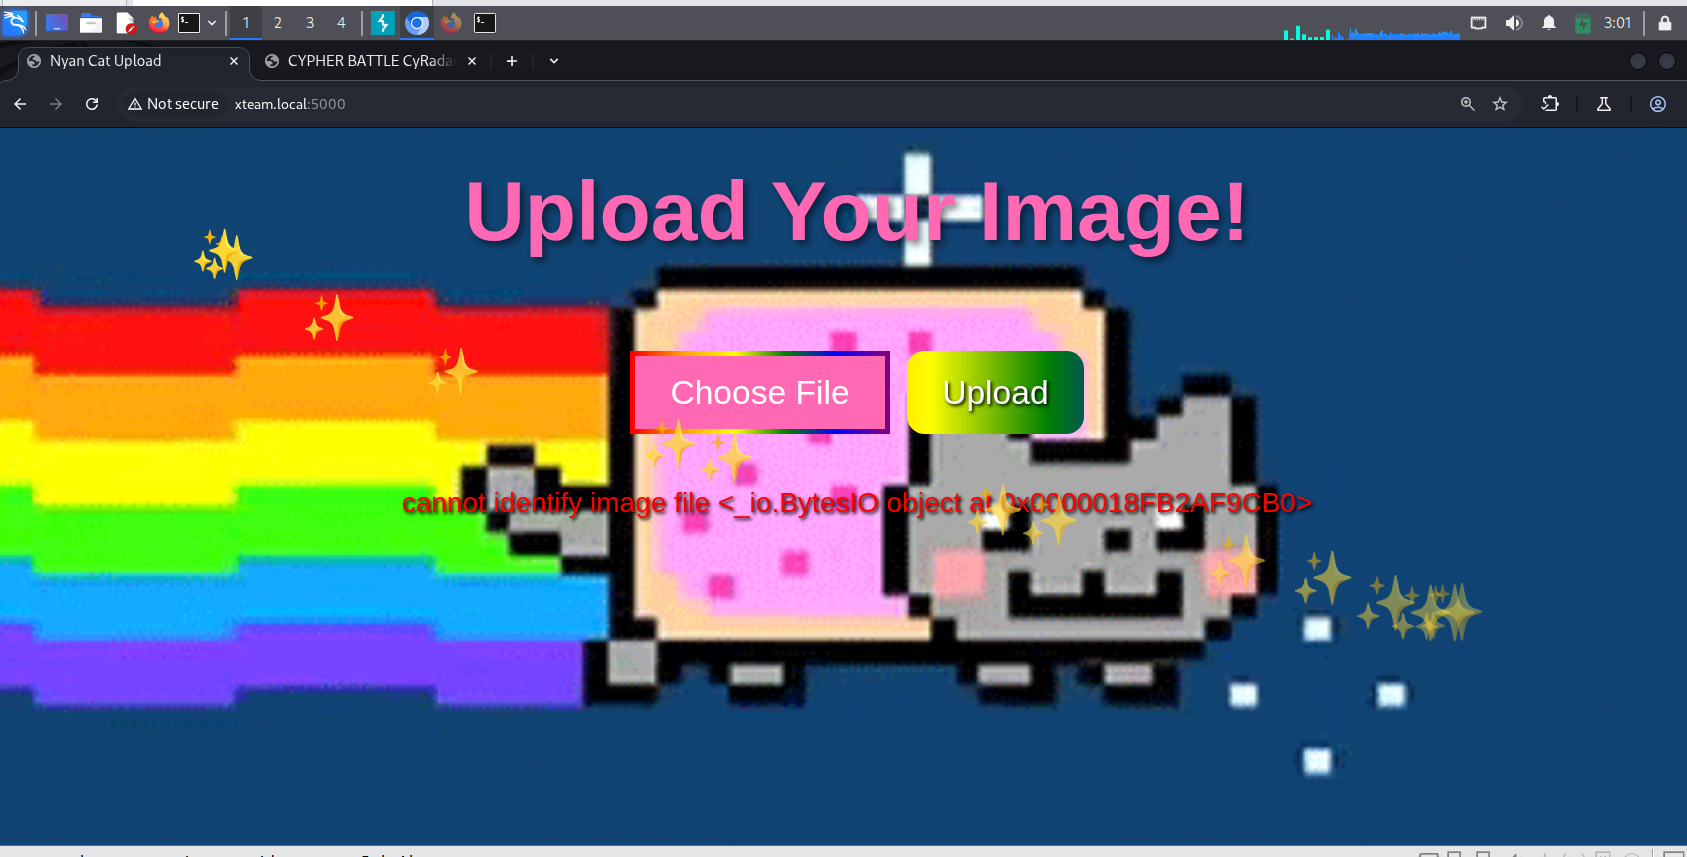 1 2 3 4 3:01
Nyan Cat Upload CYPHER BATTLE CyRada
Not secure xteam.local:5000
Upload Your Image!
Choose File Upload
cannot identify image file <_io.BytesIO object at 0x0000018FB2AF9CB0>